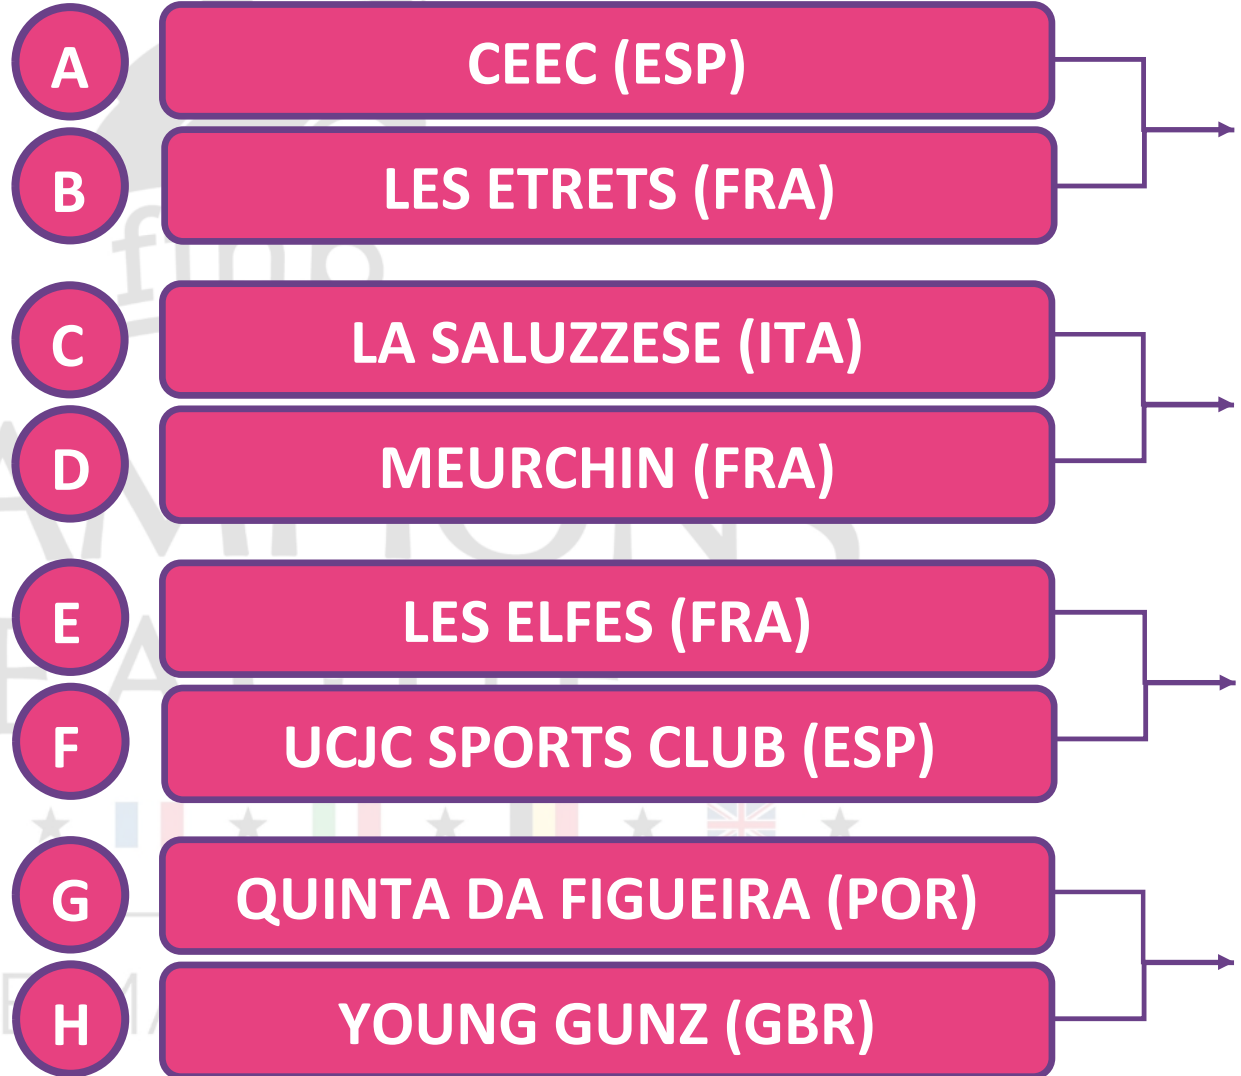 A
CEEC (ESP)
B
LES ETRETS (FRA)
C
LA SALUZZESE (ITA)
D
MEURCHIN (FRA)
E
LES ELFES (FRA)
F
UCJC SPORTS CLUB (ESP)
G
QUINTA DA FIGUEIRA (POR)
H
YOUNG GUNZ (GBR)